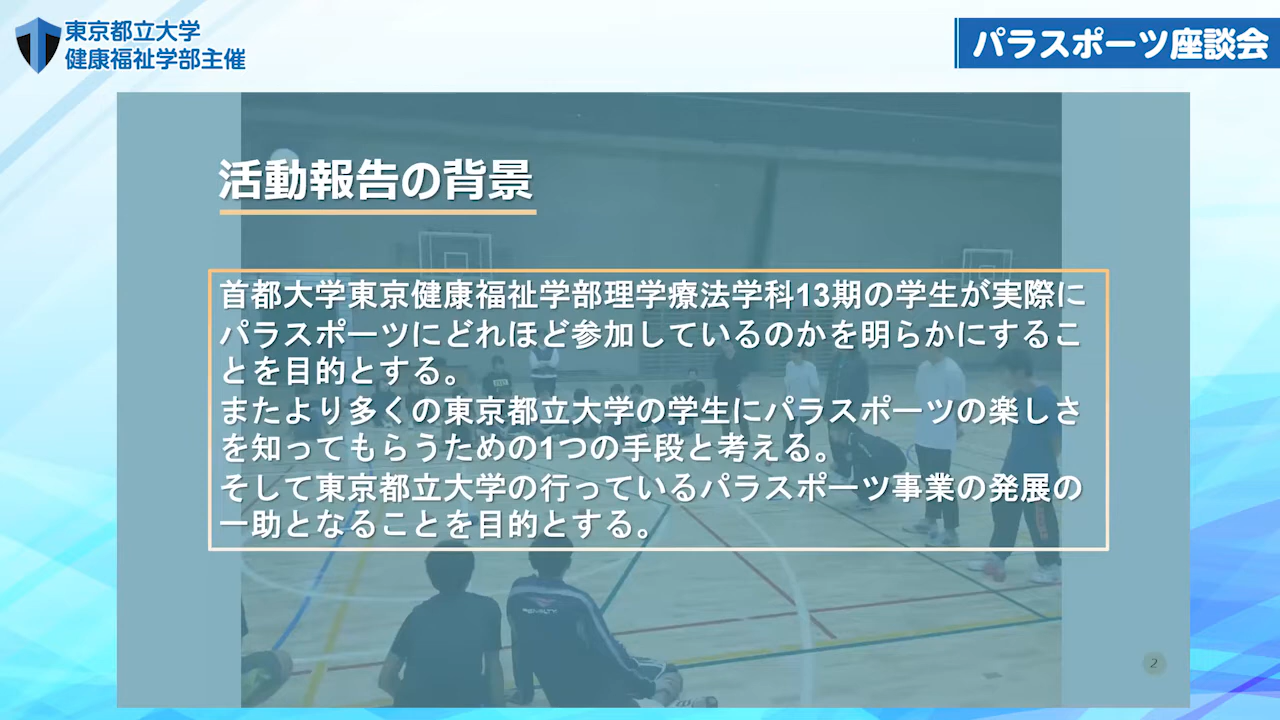 東京都立大学
健康福祉学部主催
パラスポーツ座談会
活動報告の背景
首都大学東京健康福祉学部理学療法学科13期の学生が実際に
パラスポーツにどれほど参加しているのかを明らかにするこ
とを目的とする。
またより多くの東京都立大学の学生にパラスポーツの楽しさ
を知ってもらうための1つの手段と考える。
そして東京都立大学の行っているパラスポーツ事業の発展の
一助となることを目的とする。
PENALTY
2